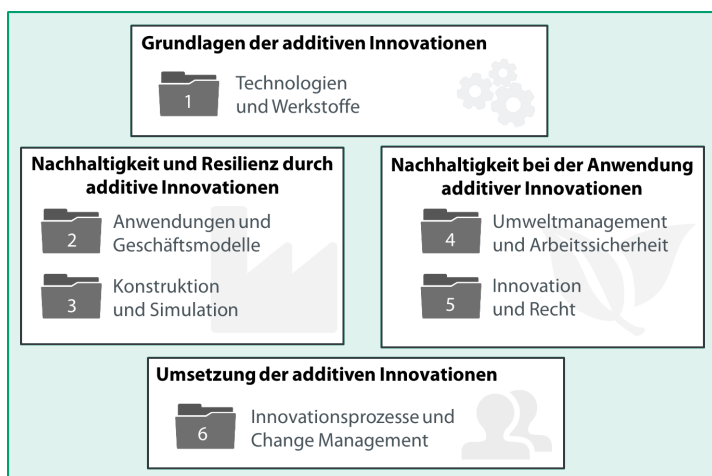 Grundlagen der additiven Innovationen
1
Technologien
und Werkstoffe
Nachhaltigkeit und Resilienz durch
additive Innovationen
2
Anwendungen und
Geschäftsmodelle
3
Konstruktion
und Simulation
Nachhaltigkeit bei der Anwendung
additiver Innovationen
4
Umweltmanagement
und Arbeitssicherheit
5
Innovation
und Recht
Umsetzung der additiven Innovationen
6
Innovationsprozesse und
Change Management